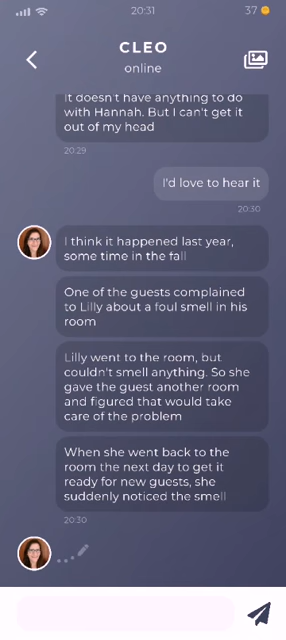 20:31
37
CLEO
online
It doesn't have anything to do
with Hannah. But I can't get it
out of my head
20:29
I'd love to hear it
20:30
I think it happened last year,
some time in the fall
One of the guests complained
to Lilly about a foul smell in his
room
Lilly went to the room, but
couldn't smell anything. So she
gave the guest another room
and figured that would take
care of the problem
When she went back to the
room the next day to get it
ready for new guests, she
suddenly noticed the smell
20:30